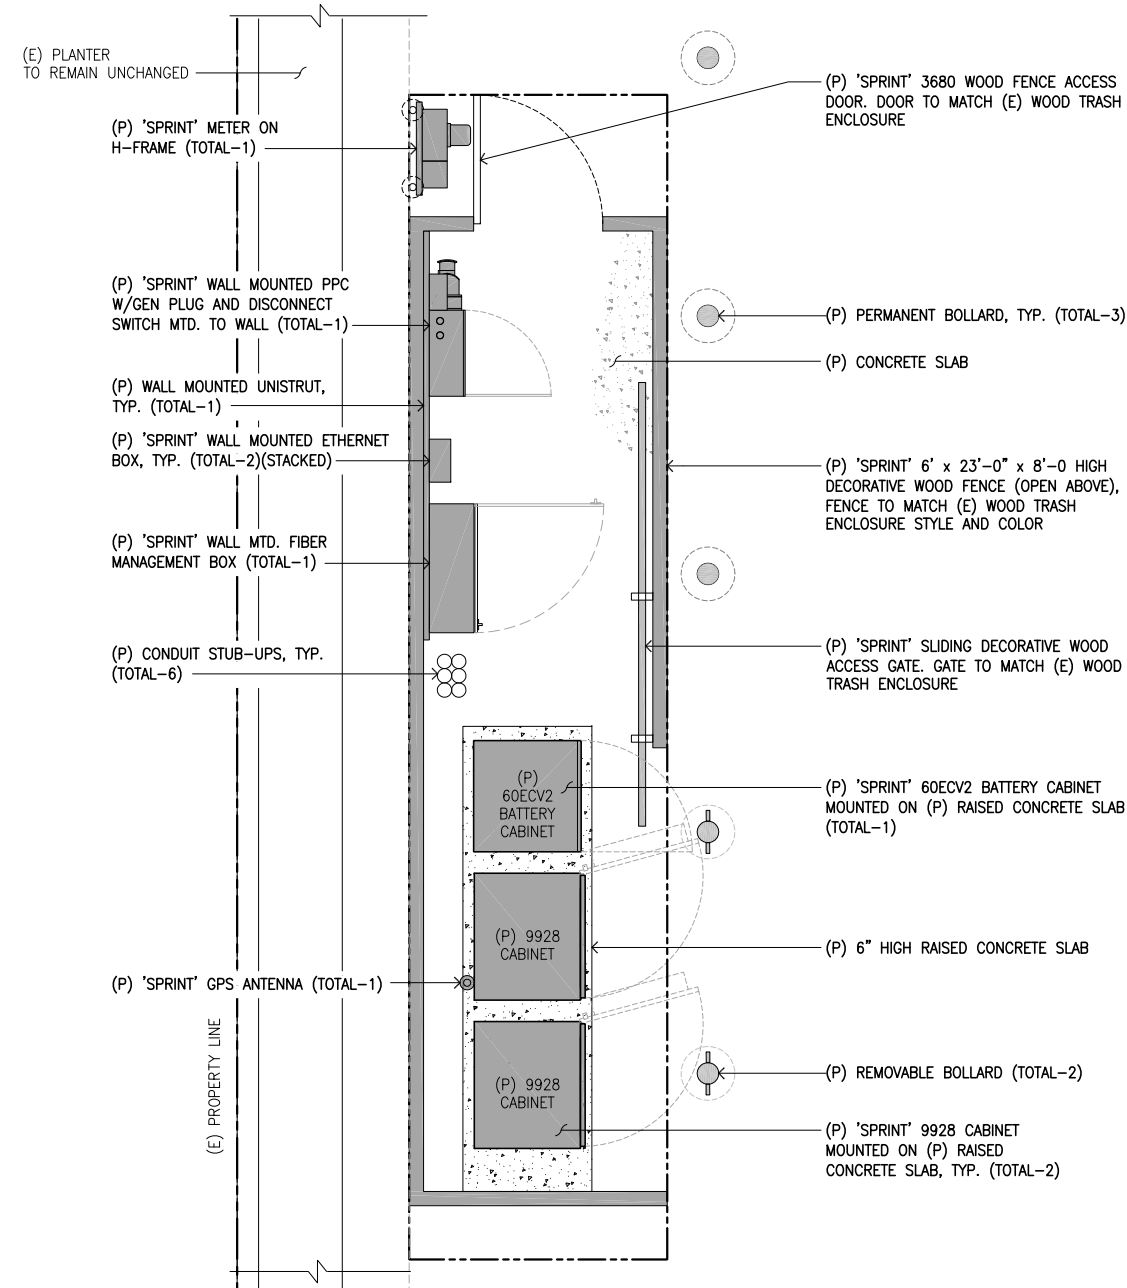 (E) PLANTER
TO REMAIN UNCHANGED
(P) 'SPRINT' METER ON
H-FRAME (TOTAL-1)
(P) 'SPRINT' WALL MOUNTED PPC
W/GEN PLUG AND DISCONNECT
SWITCH MTD. TO WALL (TOTAL-1)
(P) WALL MOUNTED UNISTRUT,
TYP. (TOTAL-1)
(P) 'SPRINT' WALL MOUNTED ETHERNET
BOX, TYP. (TOTAL-2)(STACKED)
(P) 'SPRINT' WALL MTD. FIBER
MANAGEMENT BOX (TOTAL-1)
(P) CONDUIT STUB-UPS, TYP.
(TOTAL-6)
(P) 'SPRINT' GPS ANTENNA (TOTAL-1)
(E) PROPERTY LINE
(P)
60ECV2
BATTERY
CABINET
(P) 9928
CABINET
(P) 9928
CABINET
(P) 'SPRINT' 3680 WOOD FENCE ACCESS
DOOR. DOOR TO MATCH (E) WOOD TRASH
ENCLOSURE
(P) PERMANENT BOLLARD, TYP. (TOTAL-3)
(P) CONCRETE SLAB
(P) 'SPRINT' 6' x 23'-0" x 8'-0 HIGH
DECORATIVE WOOD FENCE (OPEN ABOVE),
FENCE TO MATCH (E) WOOD TRASH
ENCLOSURE STYLE AND COLOR
(P) 'SPRINT' SLIDING DECORATIVE WOOD
ACCESS GATE. GATE TO MATCH (E) WOOD
TRASH ENCLOSURE
(P) 'SPRINT' 60ECV2 BATTERY CABINET
MOUNTED ON (P) RAISED CONCRETE SLAB
(TOTAL-1)
(P) 6" HIGH RAISED CONCRETE SLAB
(P) REMOVABLE BOLLARD (TOTAL-2)
(P) 'SPRINT' 9928 CABINET
MOUNTED ON (P) RAISED
CONCRETE SLAB, TYP. (TOTAL-2)